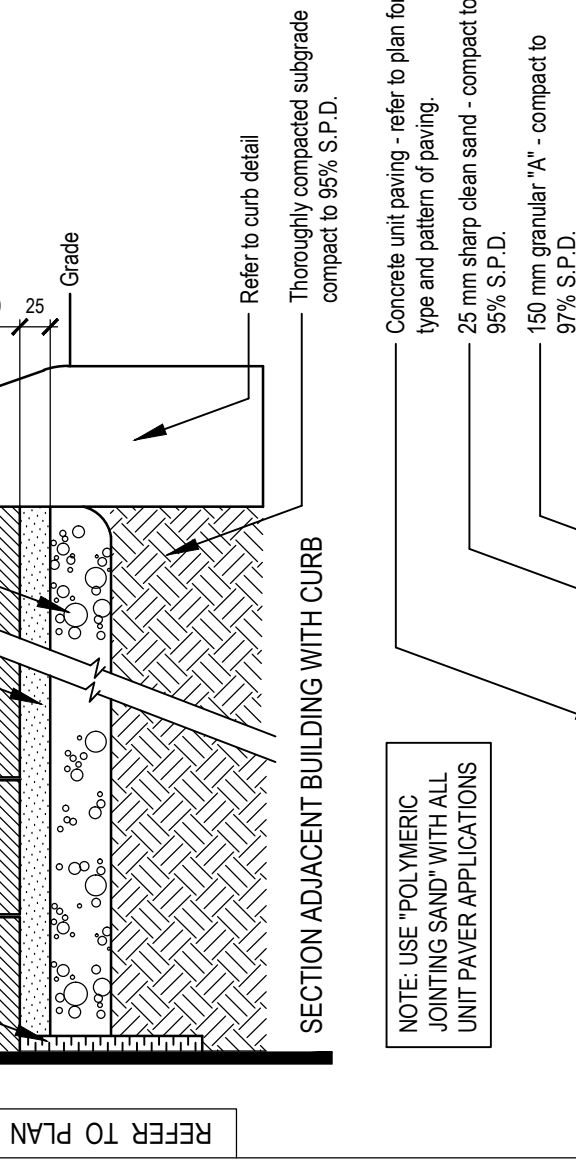 25
Grade
Refer to curb detail
Thoroughly compacted subgrade
compact to 95% S.P.D.
SECTION ADJACENT BUILDING WITH CURB
Concrete unit paving - refer to plan for
type and pattern of paving.
25 mm sharp clean sand - compact to
95% S.P.D.
150 mm granular "A" - compact to
97% S.P.D.
NOTE: USE "POLYMERIC
JOINTING SAND" WITH ALL
UNIT PAVER APPLICATIONS
REFER TO PLAN